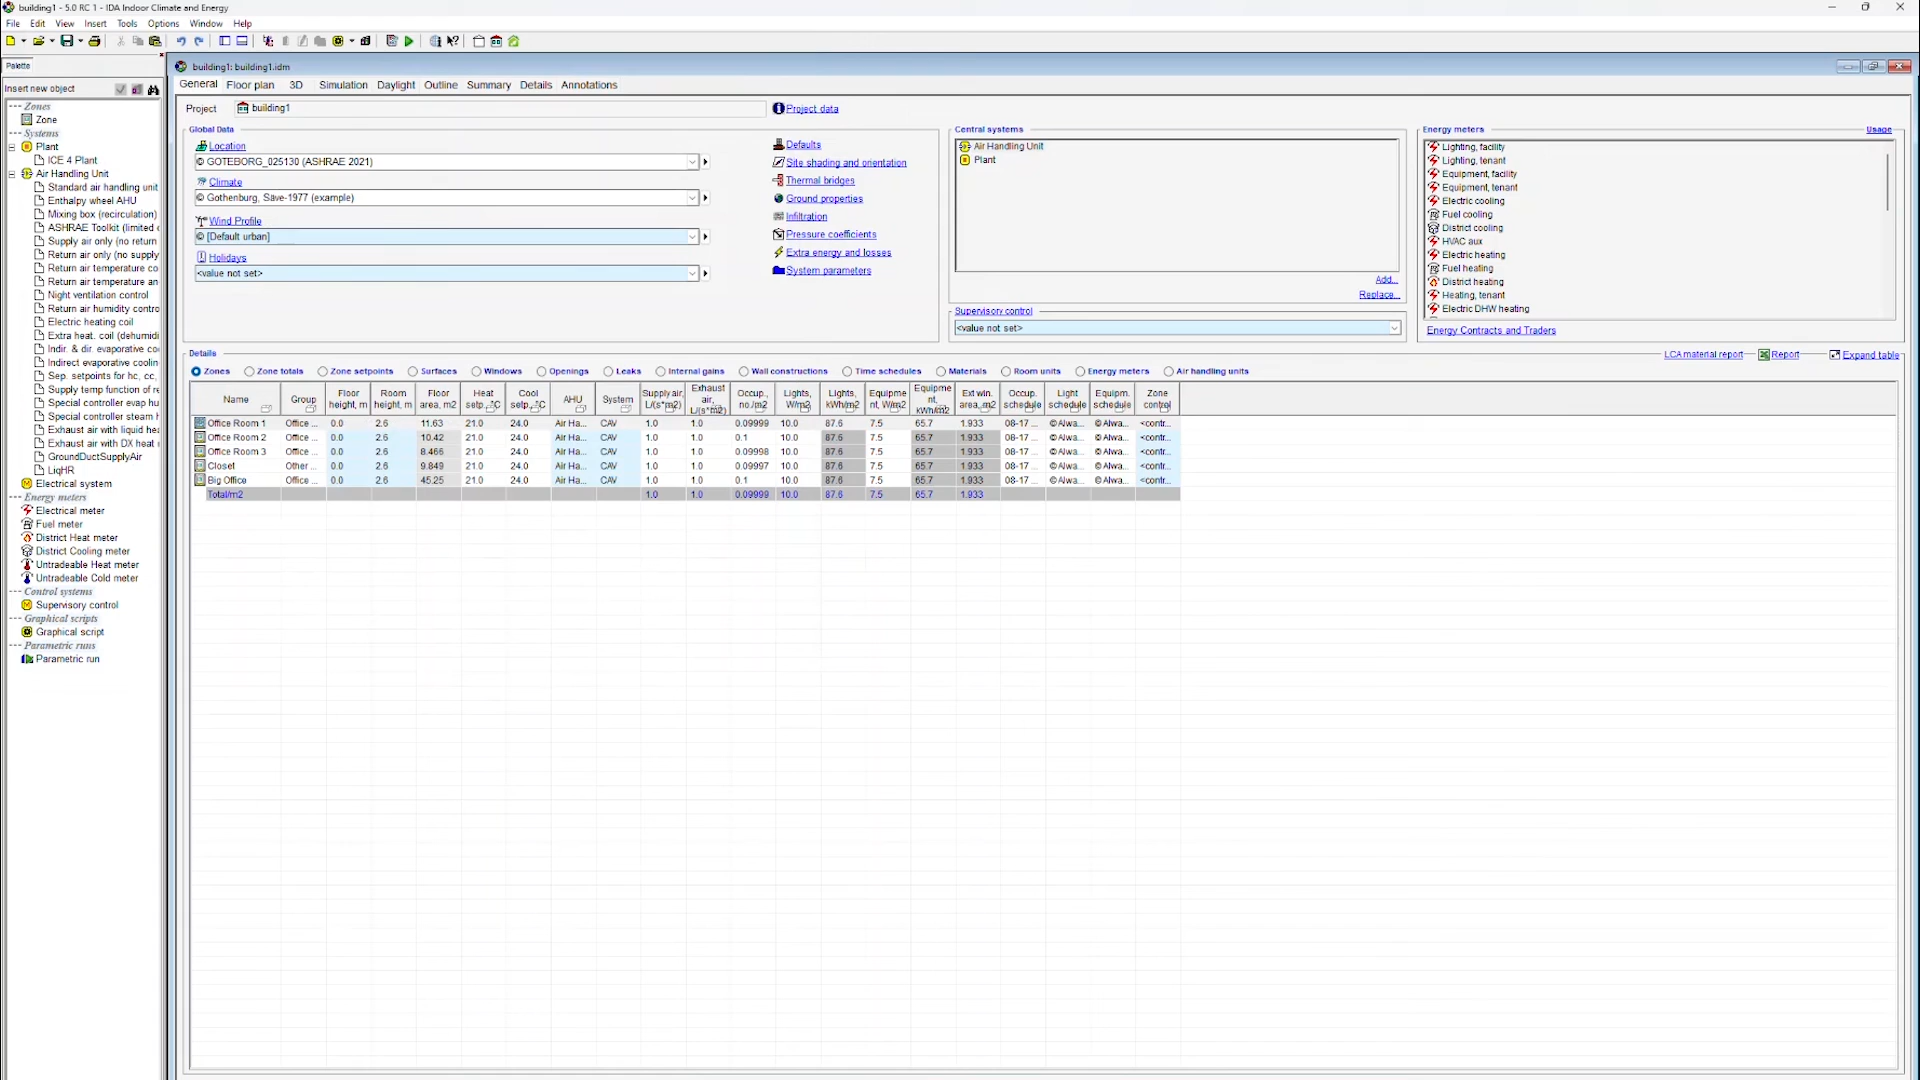 building1 - 5.0 RC 1 - IDA Indoor Climate and Energy
File Edit View Insert Tools Options Window Help
Palette
Insert new object
--- Zones
Zone
--- Systems
Plant
ICE 4 Plant
Air Handling Unit
Standard air handling unit
Enthalpy wheel AHU
Mixing box (recirculation)
ASHRAE Toolkit (limited c
Supply air only (no return
Return air only (no supply
Return air temperature co
Return air temperature an
Night ventilation control
Return air humidity contro
Electric heating coil
Extra heat. coil (dehumidi
Indir. & dir. evaporative co
Indirect evaporative coolin
Sep. setpoints for hc, cc,
Supply temp function of re
Special controller evap hu
Special controller steam h
Exhaust air with liquid hea
Exhaust air with DX heat r
GroundDuctSupplyAir
LiqHR
Electrical system
--- Energy meters
Electrical meter
Fuel meter
District Heat meter
District Cooling meter
Untradeable Heat meter
Untradeable Cold meter
--- Control systems
Supervisory control
--- Graphical scripts
Graphical script
--- Parametric runs
Parametric run
building1: building1.idm
General Floor plan 3D Simulation Daylight Outline Summary Details Annotations
Project building1 Project data
Global Data
Location
© GOTEBORG_025130 (ASHRAE 2021)
Climate
© Gothenburg, Säve-1977 (example)
Wind Profile
© [Default urban]
Holidays
<value not set>
Defaults
Site shading and orientation
Thermal bridges
Ground properties
Infiltration
Pressure coefficients
Extra energy and losses
System parameters
Central systems
Air Handling Unit
Plant
Add...
Replace...
Supervisory control
<value not set>
Energy meters Usage
Lighting, facility
Lighting, tenant
Equipment, facility
Equipment, tenant
Electric cooling
Fuel cooling
District cooling
HVAC aux
Electric heating
Fuel heating
District heating
Heating, tenant
Electric DHW heating
Energy Contracts and Traders
Details LCA material report Report Expand table
Zones Zone totals Zone setpoints Surfaces Windows Openings Leaks Internal gains Wall constructions Time schedules Materials Room units Energy meters Air handling units
Name Group Floor height, m Room height, m Floor area, m2 Heat setp., °C Cool setp., °C AHU System Supply air, L/(s*m2) Exhaust air, L/(s*m2) Occup., no./m2 Lights, W/m2 Lights, kWh/m2 Equipme nt, W/m2 Equipme nt, kWh/m2 Ext win. area, m2 Occup. schedule Light schedule Equipm. schedule Zone control
Office Room 1 Office ... 0.0 2.6 11.63 21.0 24.0 Air Ha... CAV 1.0 1.0 0.09999 10.0 87.6 7.5 65.7 1.933 08-17 ... © Alwa... © Alwa... <contr...
Office Room 2 Office ... 0.0 2.6 10.42 21.0 24.0 Air Ha... CAV 1.0 1.0 0.1 10.0 87.6 7.5 65.7 1.933 08-17 ... © Alwa... © Alwa... <contr...
Office Room 3 Office ... 0.0 2.6 8.466 21.0 24.0 Air Ha... CAV 1.0 1.0 0.09998 10.0 87.6 7.5 65.7 1.933 08-17 ... © Alwa... © Alwa... <contr...
Closet Other ... 0.0 2.6 9.849 21.0 24.0 Air Ha... CAV 1.0 1.0 0.09997 10.0 87.6 7.5 65.7 1.933 08-17 ... © Alwa... © Alwa... <contr...
Big Office Office ... 0.0 2.6 45.25 21.0 24.0 Air Ha... CAV 1.0 1.0 0.1 10.0 87.6 7.5 65.7 1.933 08-17 ... © Alwa... © Alwa... <contr...
Total/m2 1.0 1.0 0.09999 10.0 87.6 7.5 65.7 1.933